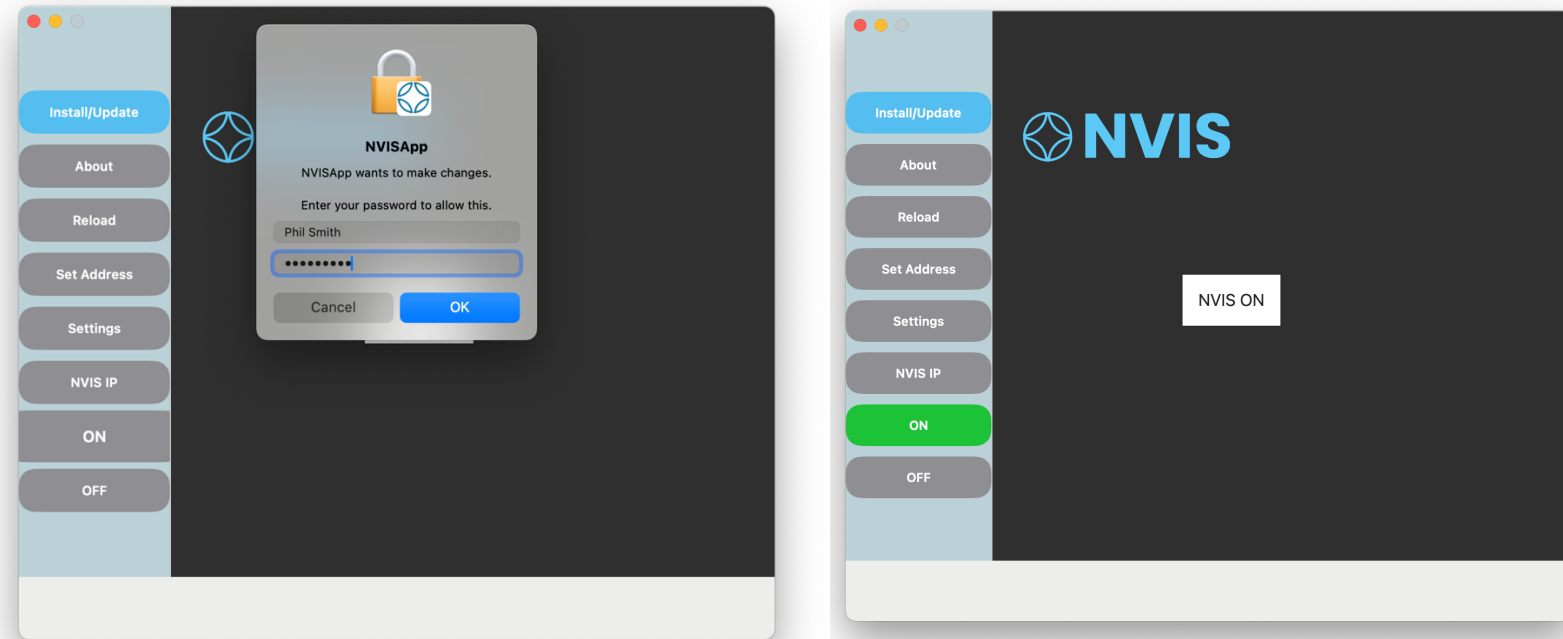 Install/Update
About
Reload
Set Address
Settings
NVIS IP
ON
OFF
NVISApp
NVISApp wants to make changes.
Enter your password to allow this.
Phil Smith
•••••••••
Cancel
OK
Install/Update
About
Reload
Set Address
Settings
NVIS IP
ON
OFF
NVIS
NVIS ON